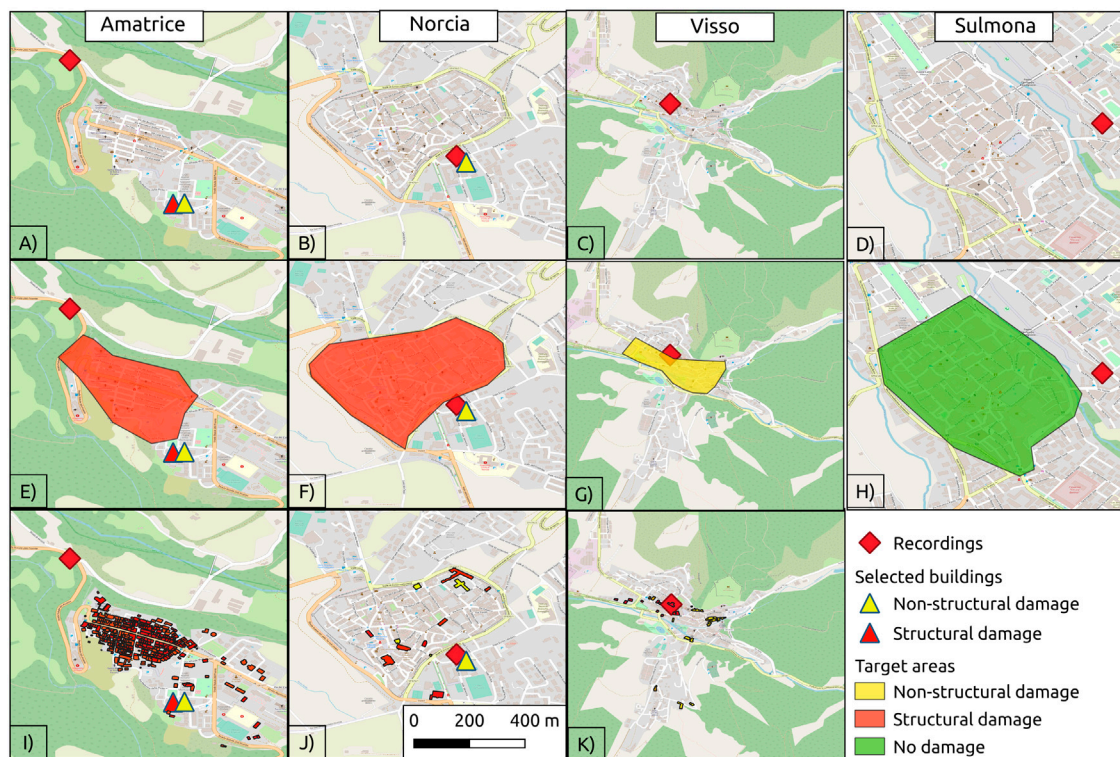 Amatrice
Norcia
Visso
Sulmona
A)
B)
C)
D)
E)
F)
G)
H)
I)
J)
K)
0 200 400 m
Recordings
Selected buildings
Non-structural damage
Structural damage
Target areas
Non-structural damage
Structural damage
No damage